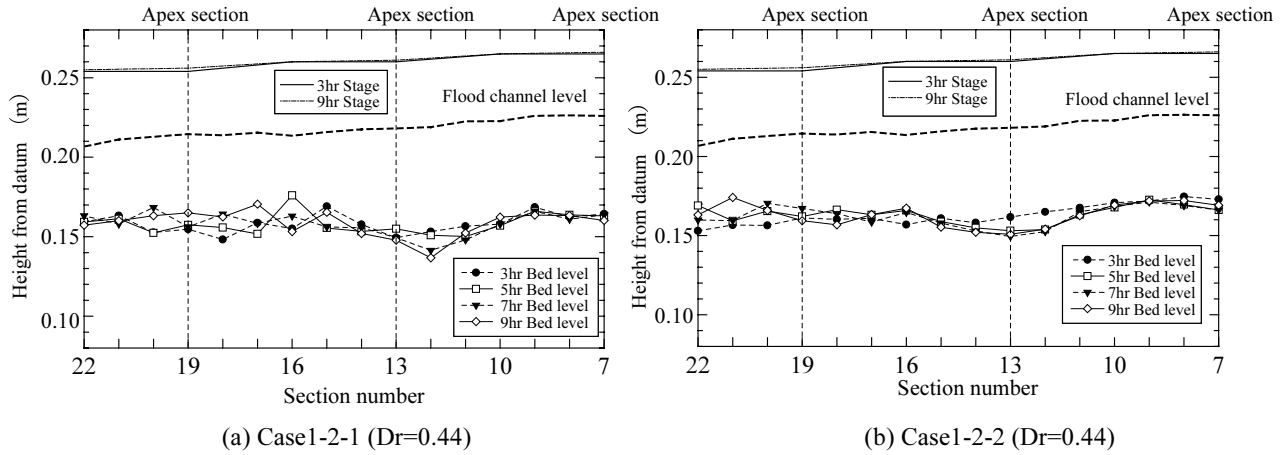 Apex section Apex section Apex section
0.25
0.20
0.15
0.10
Height from datum (m)
3hr Stage
9hr Stage
Flood channel level
3hr Bed level
5hr Bed level
7hr Bed level
9hr Bed level
22 19 16 13 10 7
Section number
(a) Case1-2-1 (Dr=0.44)
Apex section Apex section Apex section
0.25
0.20
0.15
0.10
Height from datum (m)
3hr Stage
9hr Stage
Flood channel level
3hr Bed level
5hr Bed level
7hr Bed level
9hr Bed level
22 19 16 13 10 7
Section number
(b) Case1-2-2 (Dr=0.44)